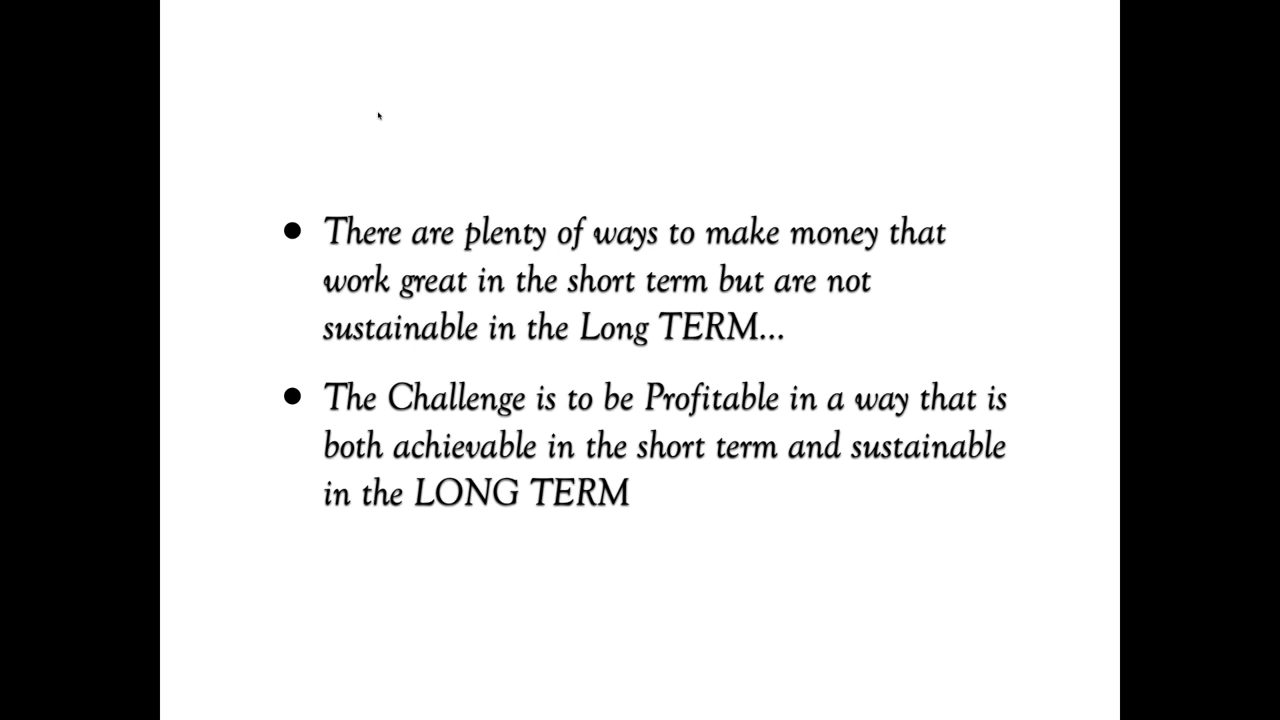 • There are plenty of ways to make money that
work great in the short term but are not
sustainable in the Long TERM...
• The Challenge is to be Profitable in a way that is
both achievable in the short term and sustainable
in the LONG TERM